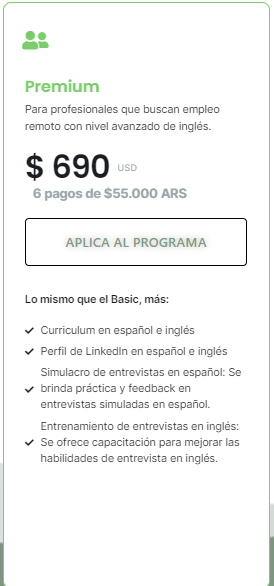 Premium
Para profesionales que buscan empleo
remoto con nivel avanzado de inglés.
$ 690 USD
6 pagos de $55.000 ARS
APLICA AL PROGRAMA
Lo mismo que el Basic, más:
Curriculum en español e inglés
Perfil de LinkedIn en español e inglés
Simulacro de entrevistas en español: Se
brinda práctica y feedback en
entrevistas simuladas en español.
Entrenamiento de entrevistas en inglés:
Se ofrece capacitación para mejorar las
habilidades de entrevista en inglés.